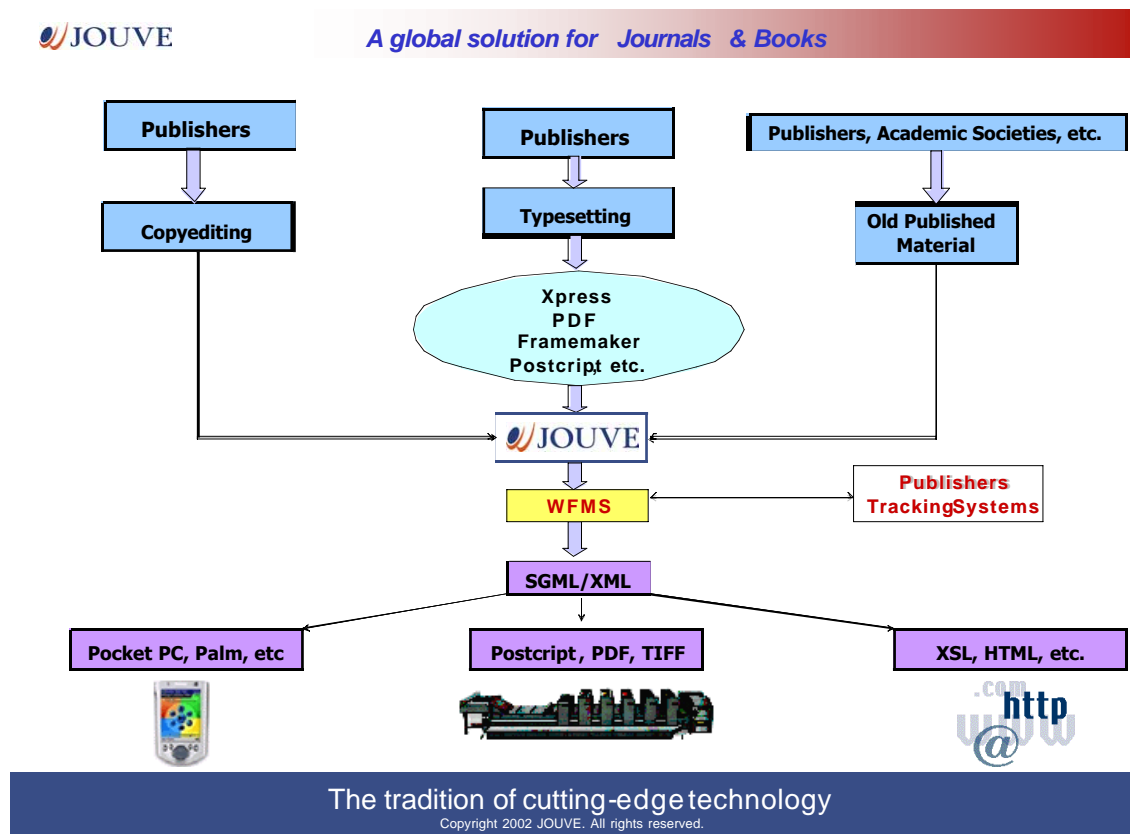 JOUVE
A global solution for Journals & Books
Publishers
Publishers
Publishers, Academic Societies, etc.
Copyediting
Typesetting
Old Published
Material
Xpress
PDF
Framemaker
Postcript, etc.
JOUVE
WFMS
Publishers
TrackingSystems
SGML/XML
Pocket PC, Palm, etc
Postcript, PDF, TIFF
XSL, HTML, etc.
.com
http
www
@
The tradition of cutting-edge technology
Copyright 2002 JOUVE. All rights reserved.